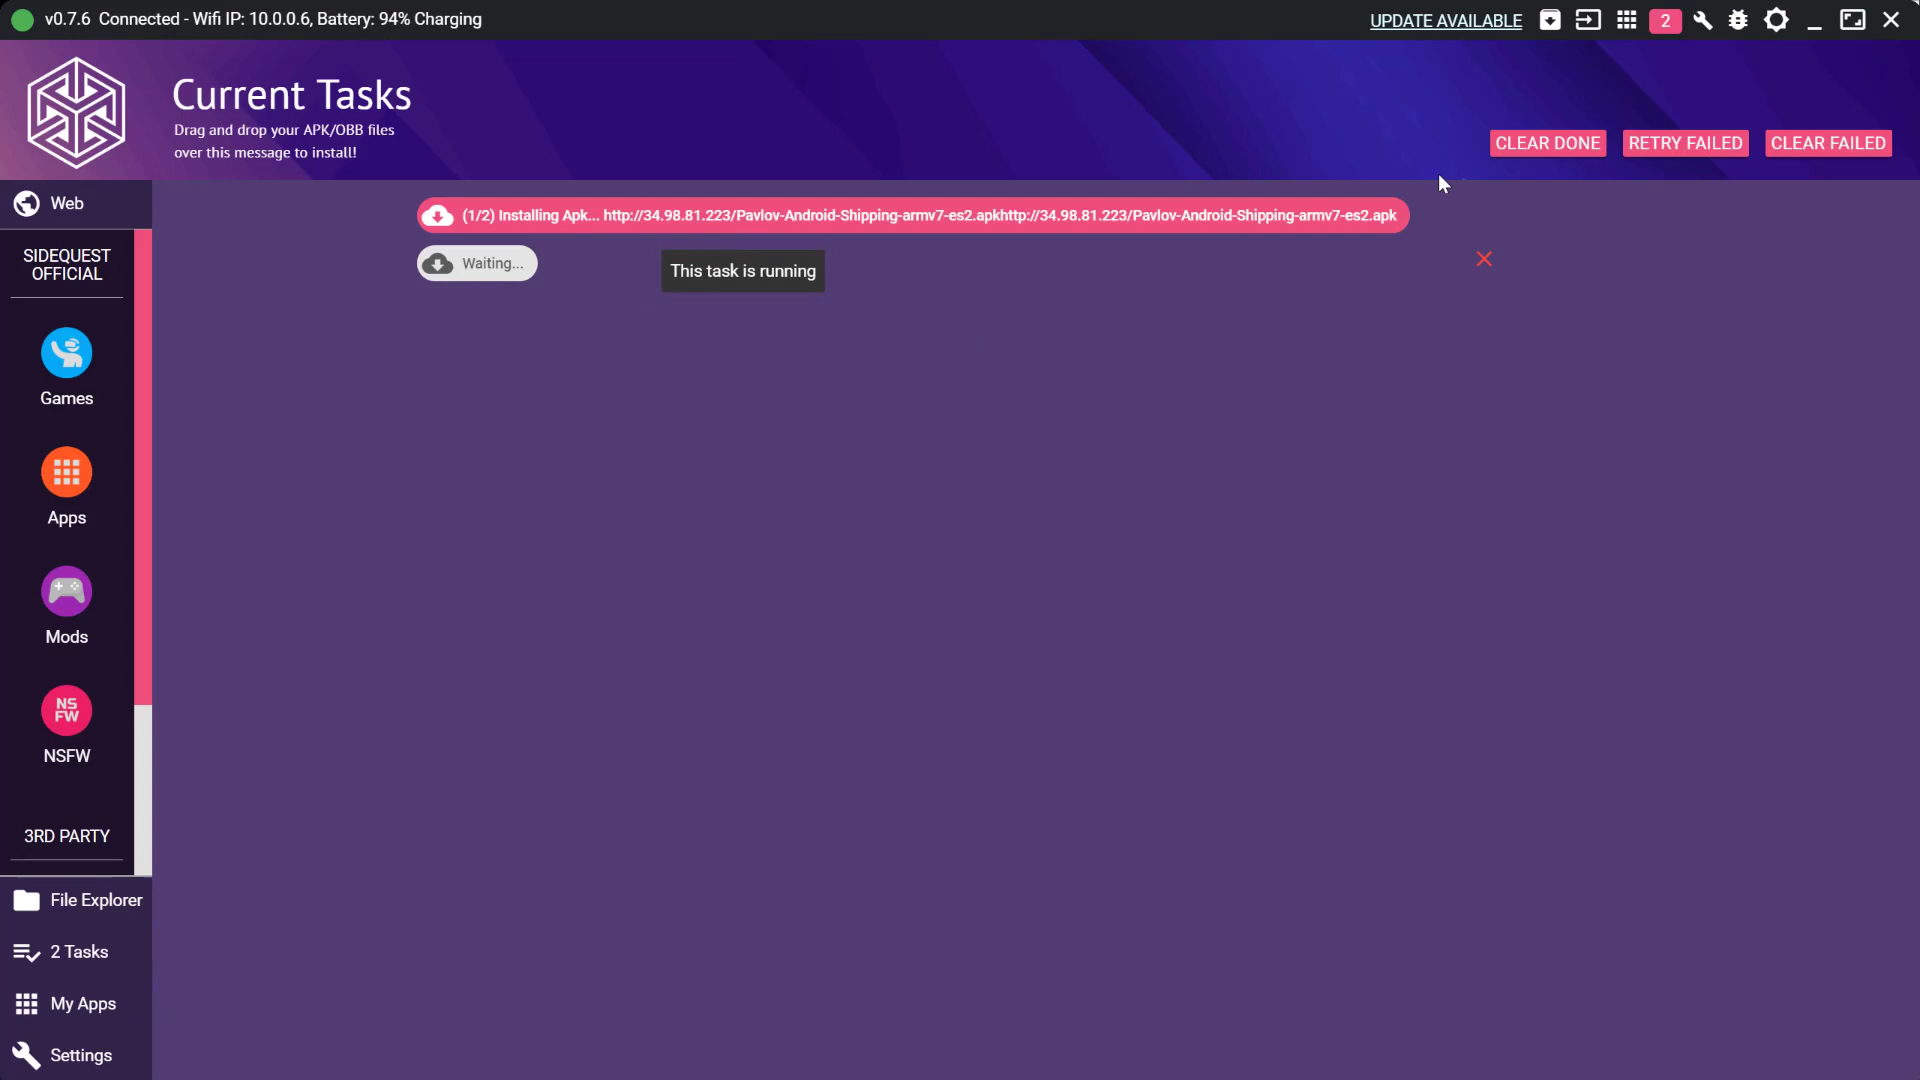 v0.7.6 Connected - Wifi IP: 10.0.0.6, Battery: 94% Charging
UPDATE AVAILABLE
2
Current Tasks
Drag and drop your APK/OBB files
over this message to install!
CLEAR DONE
RETRY FAILED
CLEAR FAILED
Web
(1/2) Installing Apk... http://34.98.81.223/Pavlov-Android-Shipping-armv7-es2.apkhttp://34.98.81.223/Pavlov-Android-Shipping-armv7-es2.apk
SIDEQUEST
OFFICIAL
Waiting...
This task is running
Games
Apps
Mods
NS
FW
NSFW
3RD PARTY
File Explorer
2 Tasks
My Apps
Settings